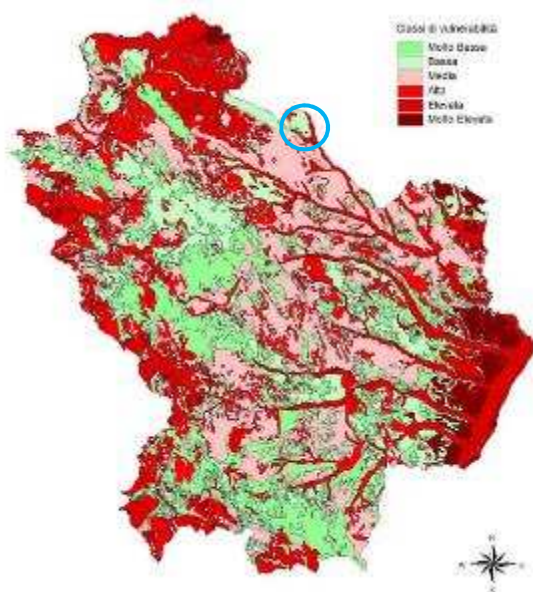 Classi di vulnerabilità
Molto Bassa
Bassa
Media
Alta
Elevata
Molto Elevata
N